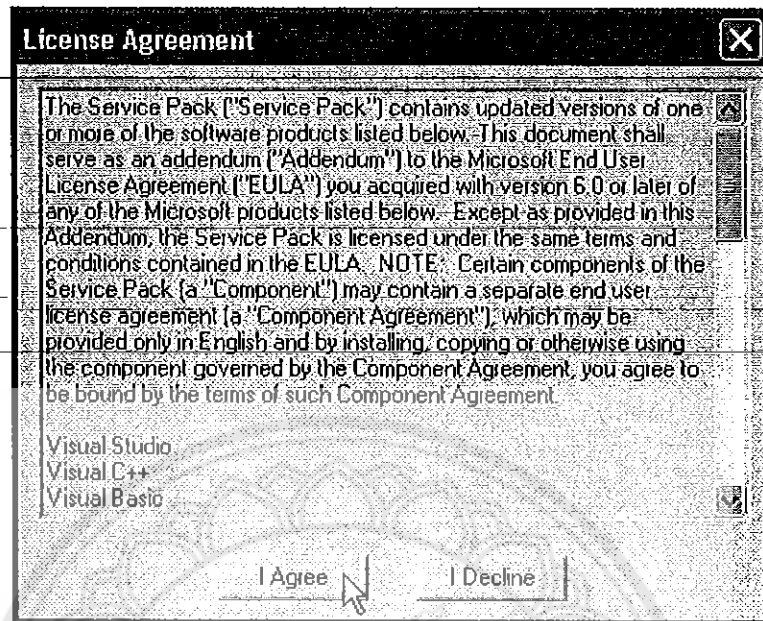 License Agreement
The Service Pack ("Service Pack") contains updated versions of one
or more of the software products listed below. This document shall
serve as an addendum ("Addendum") to the Microsoft End User
License Agreement ("EULA") you acquired with version 6.0 or later of
any of the Microsoft products listed below. Except as provided in this
Addendum, the Service Pack is licensed under the same terms and
conditions contained in the EULA. NOTE: Certain components of the
Service Pack (a "Component") may contain a separate end user
license agreement (a "Component Agreement"), which may be
provided only in English and by installing, copying or otherwise using
the component governed by the Component Agreement, you agree to
be bound by the terms of such Component Agreement.
Visual Studio
Visual C++
Visual Basic
I Agree
I Decline